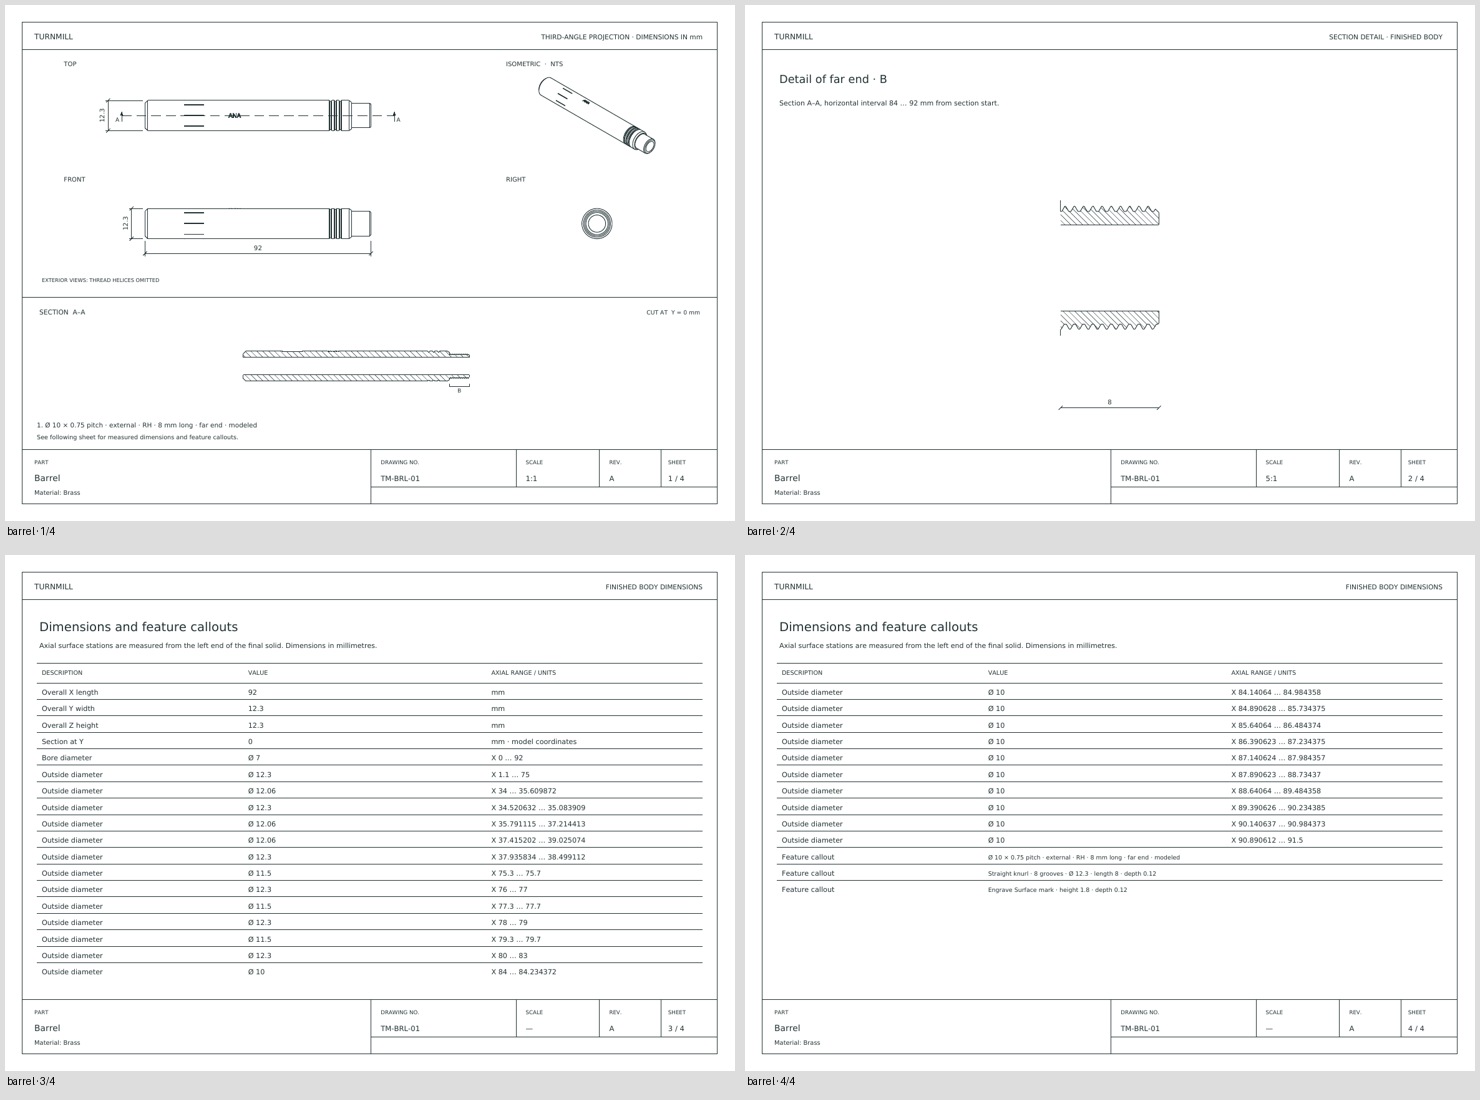 TURNMILL
THIRD-ANGLE PROJECTION · DIMENSIONS IN mm
TOP
ISOMETRIC · NTS
12.3
A
ANA
A
FRONT
RIGHT
12.3
92
EXTERIOR VIEWS: THREAD HELICES OMITTED
SECTION A–A
CUT AT Y = 0 mm
B
1. Ø 10 × 0.75 pitch · external · RH · 8 mm long · far end · modeled
See following sheet for measured dimensions and feature callouts.
PART
Barrel
Material: Brass
DRAWING NO.
TM-BRL-01
SCALE
1:1
REV.
A
SHEET
1 / 4
barrel · 1/4
TURNMILL
SECTION DETAIL · FINISHED BODY
Detail of far end · B
Section A–A, horizontal interval 84 … 92 mm from section start.
8
PART
Barrel
Material: Brass
DRAWING NO.
TM-BRL-01
SCALE
5:1
REV.
A
SHEET
2 / 4
barrel · 2/4
TURNMILL
FINISHED BODY DIMENSIONS
Dimensions and feature callouts
Axial surface stations are measured from the left end of the final solid. Dimensions in millimetres.
DESCRIPTION VALUE AXIAL RANGE / UNITS
Overall X length 92 mm
Overall Y width 12.3 mm
Overall Z height 12.3 mm
Section at Y 0 mm · model coordinates
Bore diameter Ø 7 X 0 … 92
Outside diameter Ø 12.3 X 1.1 … 75
Outside diameter Ø 12.06 X 34 … 35.609872
Outside diameter Ø 12.3 X 34.520632 … 35.083909
Outside diameter Ø 12.06 X 35.791115 … 37.214413
Outside diameter Ø 12.06 X 37.415202 … 39.025074
Outside diameter Ø 12.3 X 37.935834 … 38.499112
Outside diameter Ø 11.5 X 75.3 … 75.7
Outside diameter Ø 12.3 X 76 … 77
Outside diameter Ø 11.5 X 77.3 … 77.7
Outside diameter Ø 12.3 X 78 … 79
Outside diameter Ø 11.5 X 79.3 … 79.7
Outside diameter Ø 12.3 X 80 … 83
Outside diameter Ø 10 X 84 … 84.234372
PART
Barrel
Material: Brass
DRAWING NO.
TM-BRL-01
SCALE
—
REV.
A
SHEET
3 / 4
barrel · 3/4
TURNMILL
FINISHED BODY DIMENSIONS
Dimensions and feature callouts
Axial surface stations are measured from the left end of the final solid. Dimensions in millimetres.
DESCRIPTION VALUE AXIAL RANGE / UNITS
Outside diameter Ø 10 X 84.14064 … 84.984358
Outside diameter Ø 10 X 84.890628 … 85.734375
Outside diameter Ø 10 X 85.64064 … 86.484374
Outside diameter Ø 10 X 86.390623 … 87.234375
Outside diameter Ø 10 X 87.140624 … 87.984357
Outside diameter Ø 10 X 87.890623 … 88.73437
Outside diameter Ø 10 X 88.64064 … 89.484358
Outside diameter Ø 10 X 89.390626 … 90.234385
Outside diameter Ø 10 X 90.140637 … 90.984373
Outside diameter Ø 10 X 90.890612 … 91.5
Feature callout Ø 10 × 0.75 pitch · external · RH · 8 mm long · far end · modeled
Feature callout Straight knurl · 8 grooves · Ø 12.3 · length 8 · depth 0.12
Feature callout Engrave Surface mark · height 1.8 · depth 0.12
PART
Barrel
Material: Brass
DRAWING NO.
TM-BRL-01
SCALE
—
REV.
A
SHEET
4 / 4
barrel · 4/4